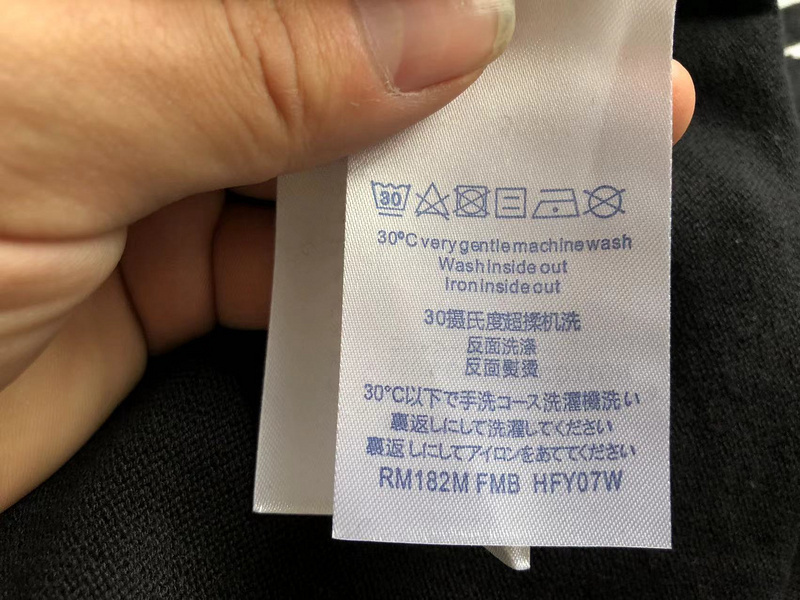 30
30°C very gentle machine wash
Wash inside out
Iron inside out
30摄氏度超揉机洗
反面洗涤
反面熨烫
30°C以下で手洗コース洗濯機洗い
裏返しにして洗濯してください
裏返しにしてアイロンをあててください
RM182M FMB HFY07W